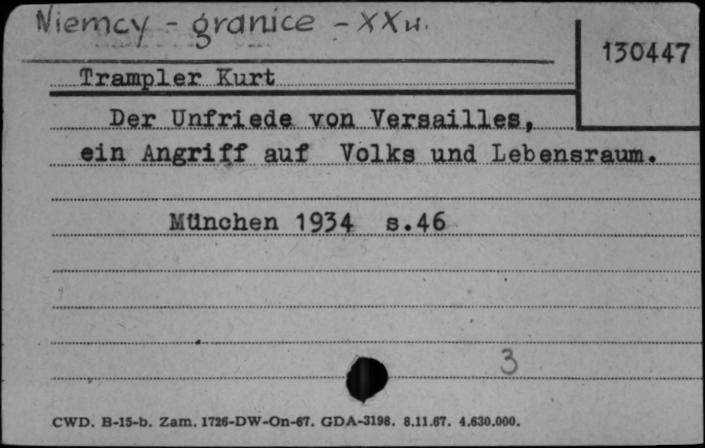 Niemcy - granice - XXw.
130447
Trampler Kurt
Der Unfriede von Versailles,
ein Angriff auf Volks und Lebensraum.
München 1934 s.46
3
CWD. B-15-b. Zam. 1726-DW-On-67. GDA-3198. 8.11.67. 4.630.000.